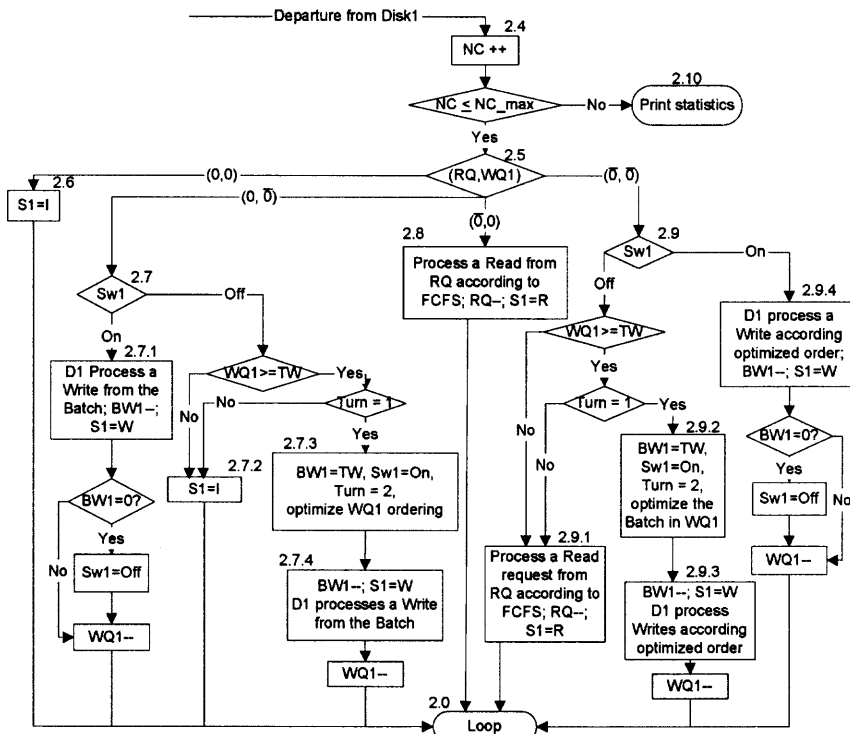 Departure from Disk1
2.4
NC ++
2.10
NC ≤ NC_max
No
Print statistics
Yes
2.5
(RQ,WQ1)
(0,0)
(0̅, 0̅)
2.6
S1=I
(0, 0̅)
(0̅,0)
2.8
Process a Read from
RQ according to
FCFS; RQ--; S1=R
2.9
Sw1
On
Off
2.7
Sw1
Off
On
2.9.4
D1 process a
Write according
optimized order;
BW1--; S1=W
WQ1>=TW
Yes
No
2.7.1
D1 Process a
Write from the
Batch; BW1--;
S1=W
WQ1>=TW
Yes
No
Turn = 1
No
Yes
Turn = 1
Yes
No
BW1=0?
Yes
No
2.9.2
BW1=TW,
Sw1=On,
Turn = 2,
optimize the
Batch in WQ1
2.7.3
BW1=TW, Sw1=On,
Turn = 2,
optimize WQ1 ordering
2.7.2
S1=I
BW1=0?
Yes
No
Sw1=Off
Sw1=Off
2.9.1
Process a Read
request from
RQ according to
FCFS; RQ--;
S1=R
2.7.4
BW1--; S1=W
D1 processes a Write
from the Batch
WQ1--
2.9.3
BW1--; S1=W
D1 process
Writes according
optimized order
WQ1--
WQ1--
WQ1--
2.0
Loop